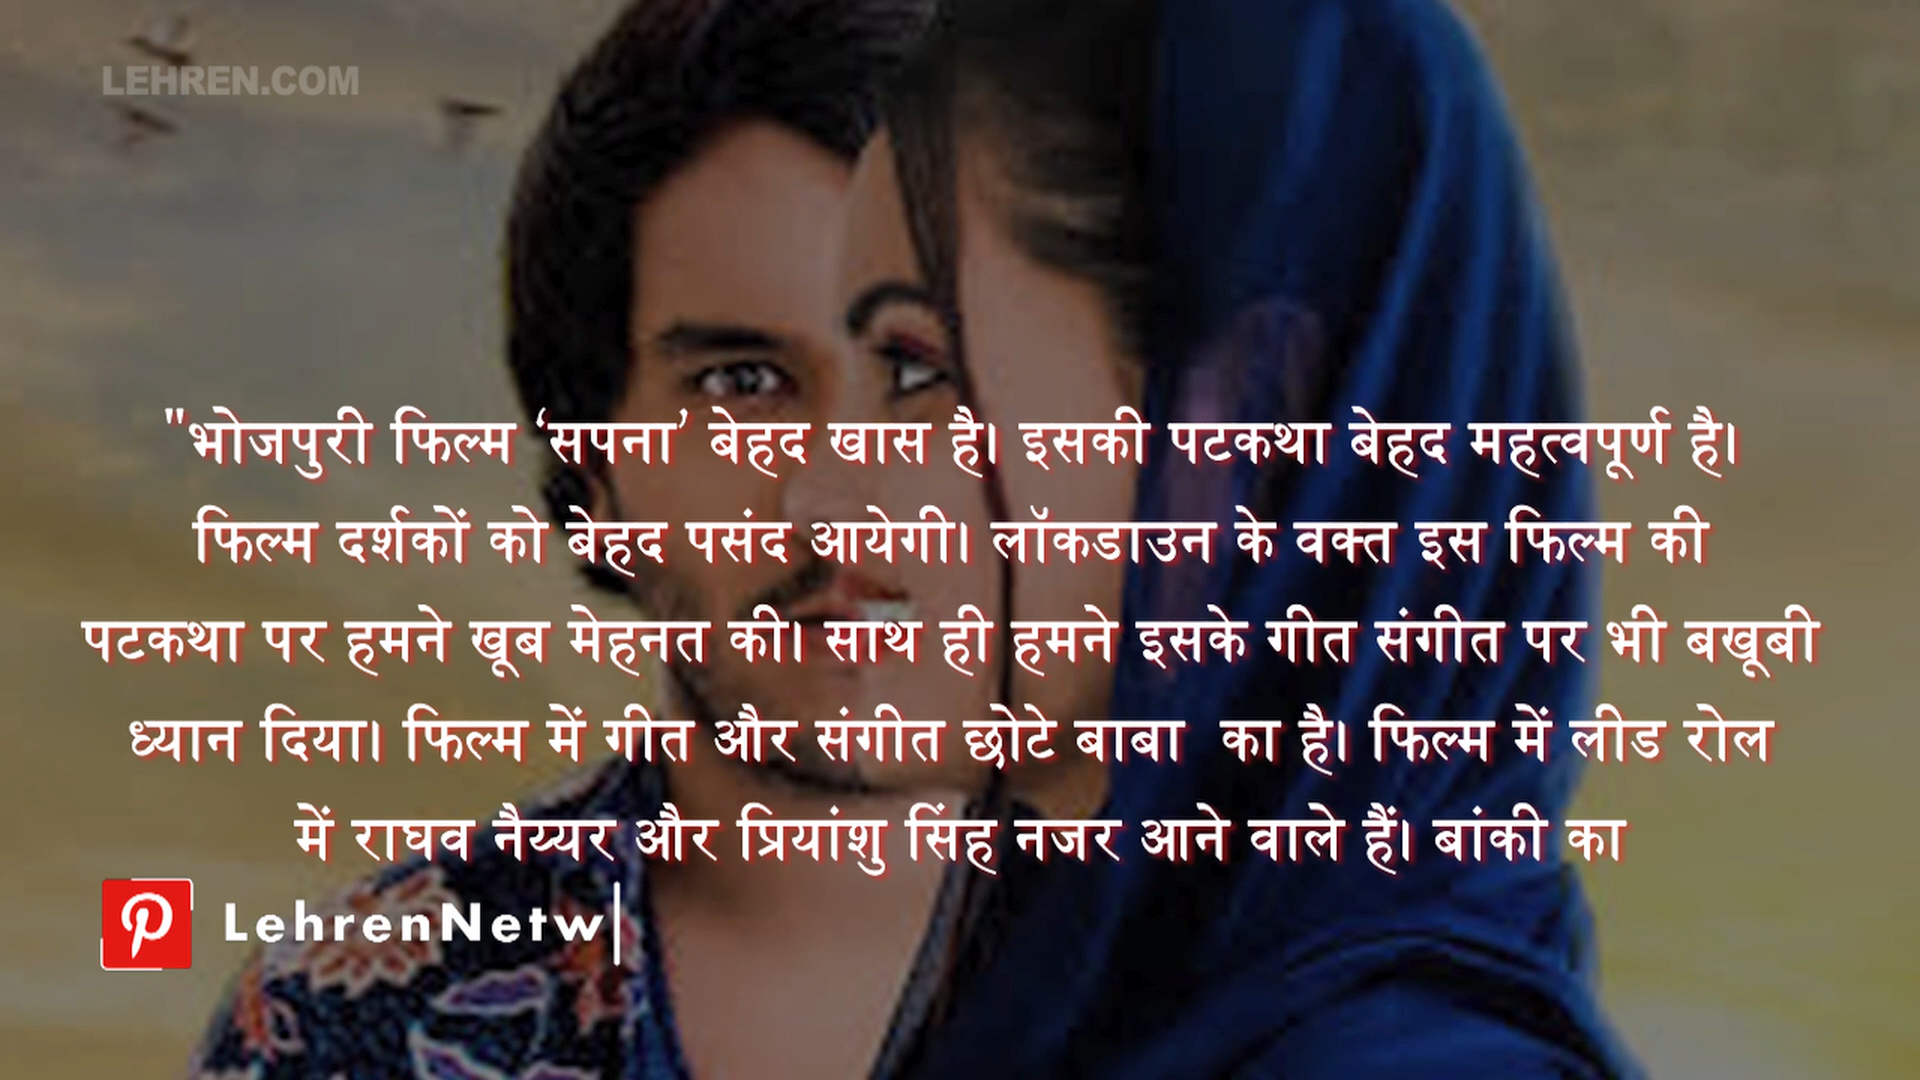 LEHREN.COM
"भोजपुरी फिल्म ‘सपना’ बेहद खास है। इसकी पटकथा बेहद महत्वपूर्ण है।
फिल्म दर्शकों को बेहद पसंद आयेगी। लॉकडाउन के वक्त इस फिल्म की
पटकथा पर हमने खूब मेहनत की। साथ ही हमने इसके गीत संगीत पर भी बखूबी
ध्यान दिया। फिल्म में गीत और संगीत छोटे बाबा का है। फिल्म में लीड रोल
में राघव नैय्यर और प्रियांशु सिंह नजर आने वाले हैं। बांकी का
LehrenNetw